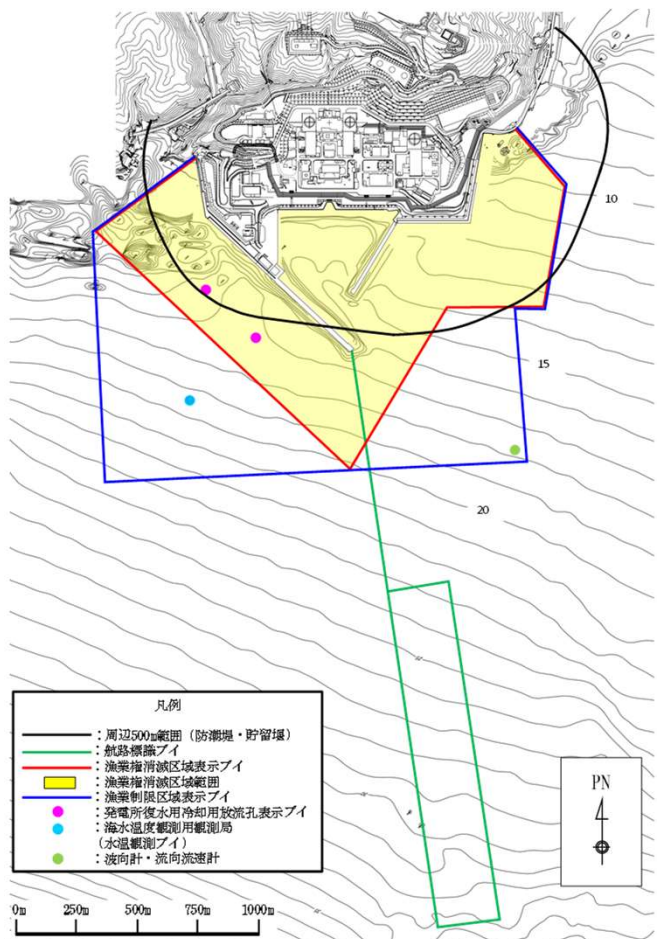 10
15
20
凡例
：周辺500m範囲（防潮堤・貯留堰）
：航路標識ブイ
：漁業権消滅区域表示ブイ
：漁業権消滅区域範囲
：漁業制限区域表示ブイ
：発電所復水用冷却用放流孔表示ブイ
：海水温度観測用観測局
（水温観測ブイ）
：波向計・流向流速計
PN
0m 250m 500m 750m 1000m